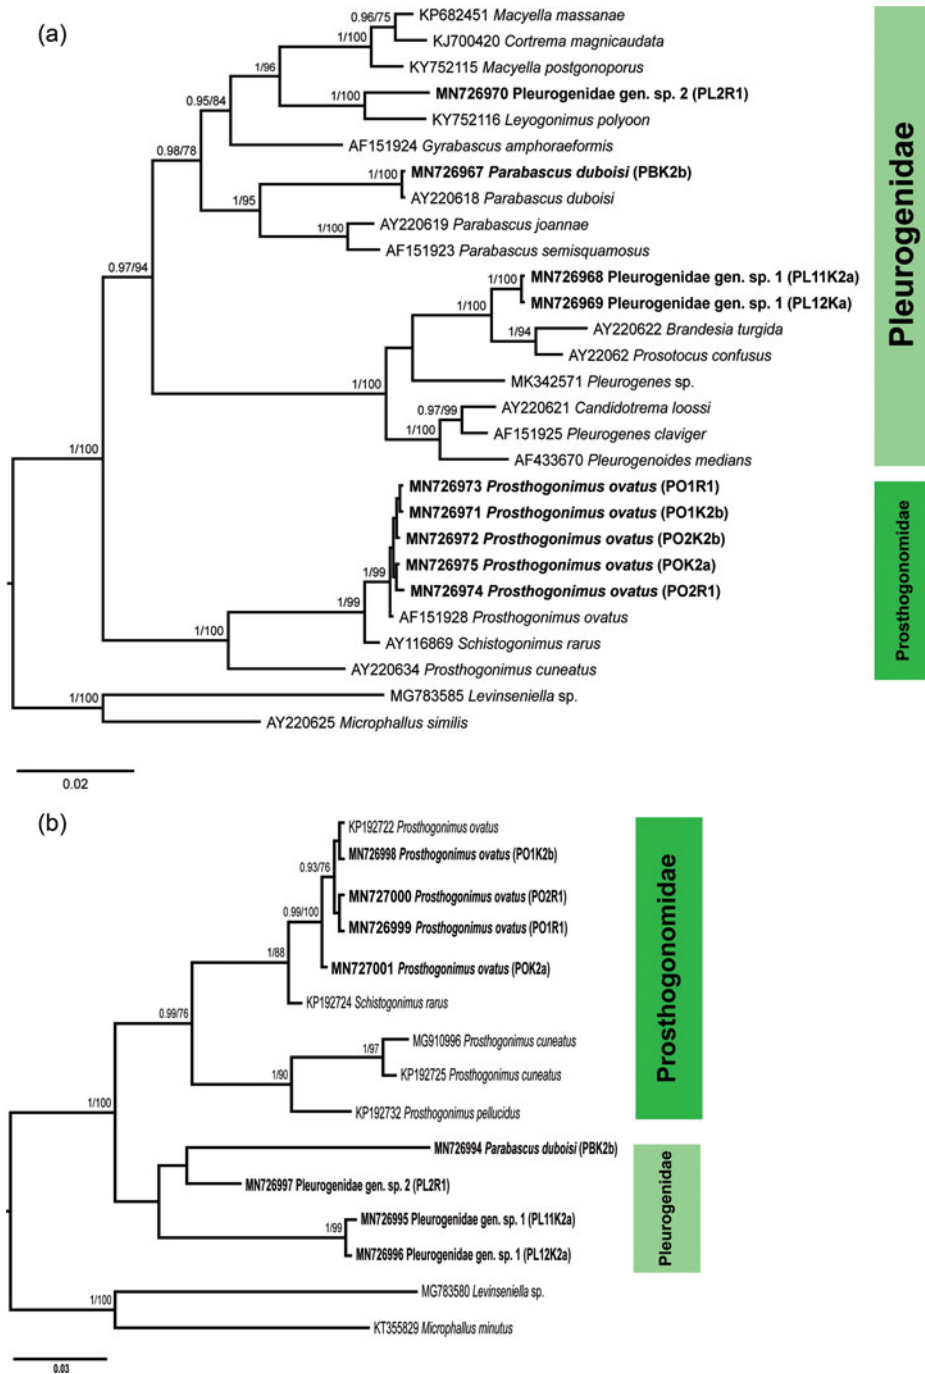 (a)
0.96/75
KP682451 Macyella massanae
1/100
KJ700420 Cortrema magnicaudata
1/96
KY752115 Macyella postgonoporus
0.95/84
1/100
MN726970 Pleurogenidae gen. sp. 2 (PL2R1)
KY752116 Leyogonimus polyoon
0.98/78
AF151924 Gyrabascus amphoraeformis
1/100
MN726967 Parabascus duboisi (PBK2b)
1/95
AY220618 Parabascus duboisi
AY220619 Parabascus joannae
1/100
AF151923 Parabascus semisquamosus
0.97/94
1/100
MN726968 Pleurogenidae gen. sp. 1 (PL11K2a)
1/100
MN726969 Pleurogenidae gen. sp. 1 (PL12Ka)
AY220622 Brandesia turgida
1/94
AY22062 Prosotocus confusus
1/100
MK342571 Pleurogenes sp.
0.97/99
AY220621 Candidotrema loossi
1/100
AF151925 Pleurogenes claviger
1/100
AF433670 Pleurogenoides medians
Pleurogenidae
MN726973 Prosthogonimus ovatus (PO1R1)
MN726971 Prosthogonimus ovatus (PO1K2b)
MN726972 Prosthogonimus ovatus (PO2K2b)
MN726975 Prosthogonimus ovatus (POK2a)
1/99
MN726974 Prosthogonimus ovatus (PO2R1)
1/99
AF151928 Prosthogonimus ovatus
1/100
AY116869 Schistogonimus rarus
AY220634 Prosthogonimus cuneatus
Prosthogonomidae
1/100
MG783585 Levinseniella sp.
AY220625 Microphallus similis
0.02
(b)
KP192722 Prosthogonimus ovatus
0.93/76
MN726998 Prosthogonimus ovatus (PO1K2b)
MN727000 Prosthogonimus ovatus (PO2R1)
0.99/100
MN726999 Prosthogonimus ovatus (PO1R1)
1/88
MN727001 Prosthogonimus ovatus (POK2a)
KP192724 Schistogonimus rarus
0.99/76
MG910996 Prosthogonimus cuneatus
1/97
KP192725 Prosthogonimus cuneatus
1/90
KP192732 Prosthogonimus pellucidus
Prosthogonomidae
1/100
MN726994 Parabascus duboisi (PBK2b)
MN726997 Pleurogenidae gen. sp. 2 (PL2R1)
MN726995 Pleurogenidae gen. sp. 1 (PL11K2a)
1/99
MN726996 Pleurogenidae gen. sp. 1 (PL12K2a)
Pleurogenidae
MG783580 Levinseniella sp.
1/100
KT355829 Microphallus minutus
0.03